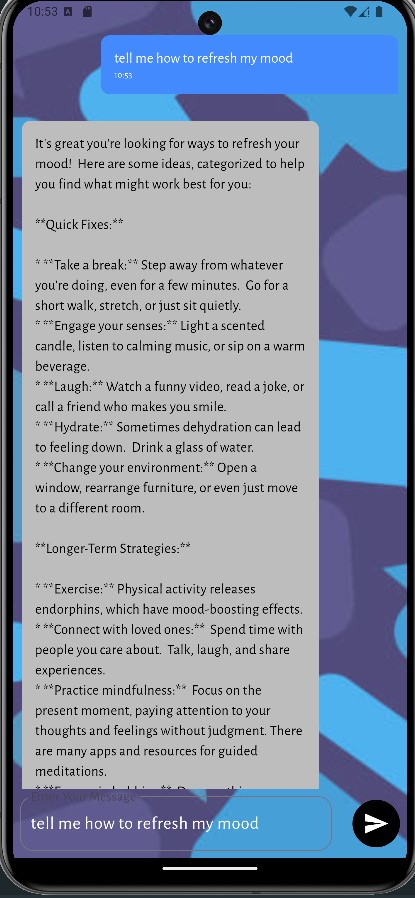 10:53
tell me how to refresh my mood
10:53
It's great you're looking for ways to refresh your
mood!  Here are some ideas, categorized to help
you find what might work best for you:
**Quick Fixes:**
* **Take a break:** Step away from whatever
you're doing, even for a few minutes.  Go for a
short walk, stretch, or just sit quietly.
* **Engage your senses:** Light a scented
candle, listen to calming music, or sip on a warm
beverage.
* **Laugh:** Watch a funny video, read a joke, or
call a friend who makes you smile.
* **Hydrate:** Sometimes dehydration can lead
to feeling down.  Drink a glass of water.
* **Change your environment:** Open a
window, rearrange furniture, or even just move
to a different room.
**Longer-Term Strategies:**
* **Exercise:** Physical activity releases
endorphins, which have mood-boosting effects.
* **Connect with loved ones:**  Spend time with
people you care about.  Talk, laugh, and share
experiences.
* **Practice mindfulness:**  Focus on the
present moment, paying attention to your
thoughts and feelings without judgment. There
are many apps and resources for guided
meditations.
Enter Your Message
tell me how to refresh my mood